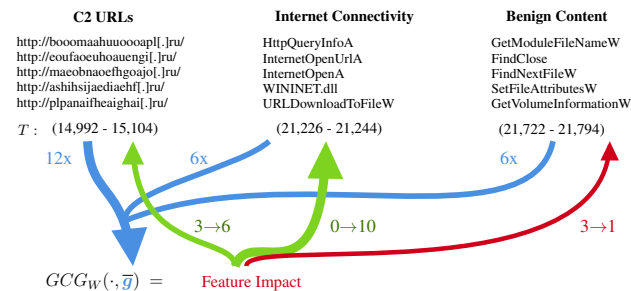 C2 URLs
http://booomaahuuoooapl[.]ru/
http://eoufaoeuhoauengi[.]ru/
http://maeobnaoefhgoajo[.]ru/
http://ashihsijaediaehf[.]ru/
http://plpanaifheaighai[.]ru/
Internet Connectivity
HttpQueryInfoA
InternetOpenUrlA
InternetOpenA
WININET.dll
URLDownloadToFileW
Benign Content
GetModuleFileNameW
FindClose
FindNextFileW
SetFileAttributesW
GetVolumeInformationW
T : (14,992 - 15,104) (21,226 - 21,244) (21,722 - 21,794)
12x 6x 6x
3→6 0→10 3→1
GCG_W(·, g̅) = Feature Impact